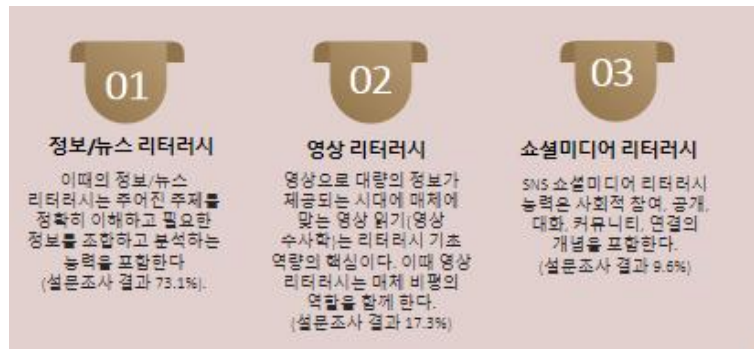 01
정보/뉴스 리터러시
이때의 정보/뉴스
리터러시는 주어진 주제를
정확히 이해하고 필요한
정보를 조합하고 분석하는
능력을 포함한다
(설문조사 결과 73.1%).
02
영상 리터러시
영상으로 대량의 정보가
제공되는 시대에 매체에
맞는 영상 읽기(영상
수사학)는 리터러시 기초
역량의 핵심이다. 이때 영상
리터러시는 매체 비평의
역할을 함께 한다.
(설문조사 결과 17.3%)
03
쇼셜미디어 리터러시
SNS 쇼셜미디어 리터러시
능력은 사회적 참여, 공개,
대화, 커뮤니티, 연결의
개념을 포함한다.
(설문조사 결과 9.6%)